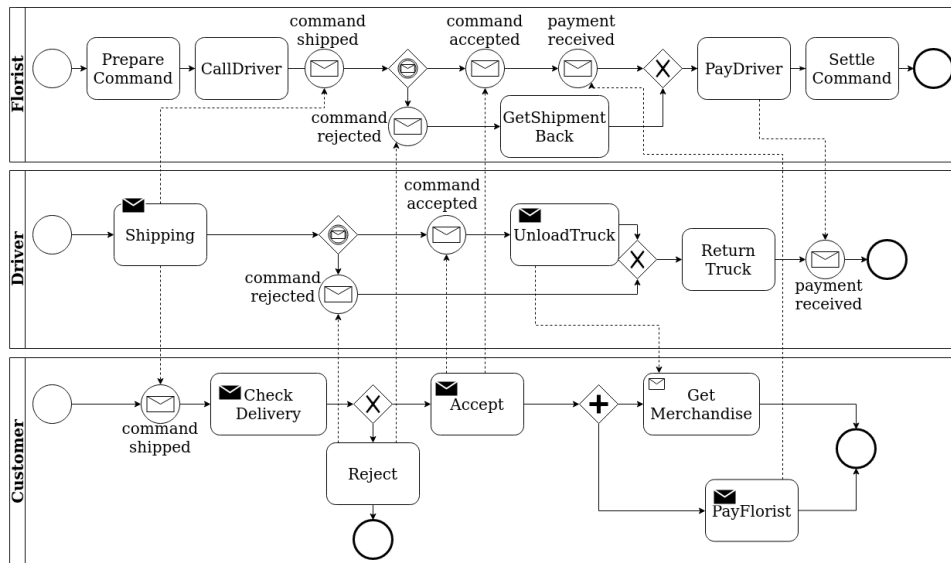 Florist
Prepare
Command
CallDriver
command
shipped
command
rejected
command
accepted
payment
received
GetShipment
Back
PayDriver
Settle
Command
Driver
Shipping
command
rejected
command
accepted
UnloadTruck
Return
Truck
payment
received
Customer
command
shipped
Check
Delivery
Reject
Accept
Get
Merchandise
PayFlorist